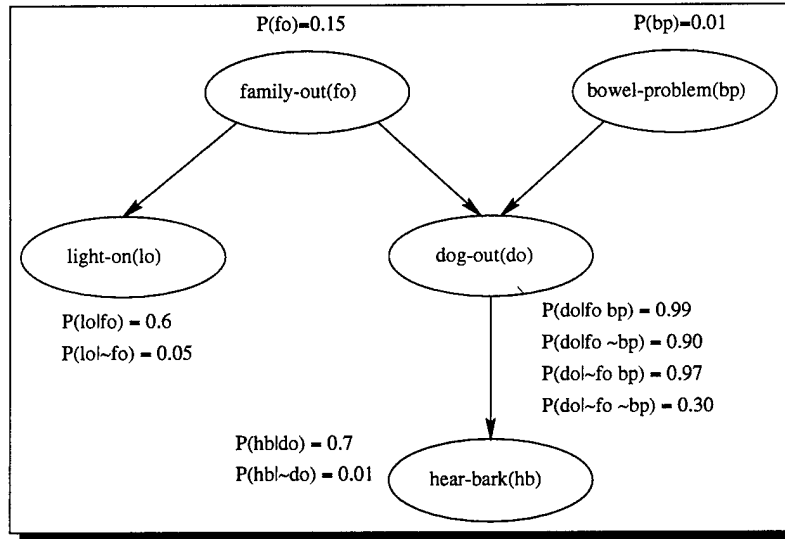 P(fo)=0.15
P(bp)=0.01
family-out(fo)
bowel-problem(bp)
light-on(lo)
dog-out(do)
P(lo|fo) = 0.6
P(lo|~fo) = 0.05
P(do|fo bp) = 0.99
P(do|fo ~bp) = 0.90
P(do|~fo bp) = 0.97
P(do|~fo ~bp) = 0.30
P(hb|do) = 0.7
P(hb|~do) = 0.01
hear-bark(hb)